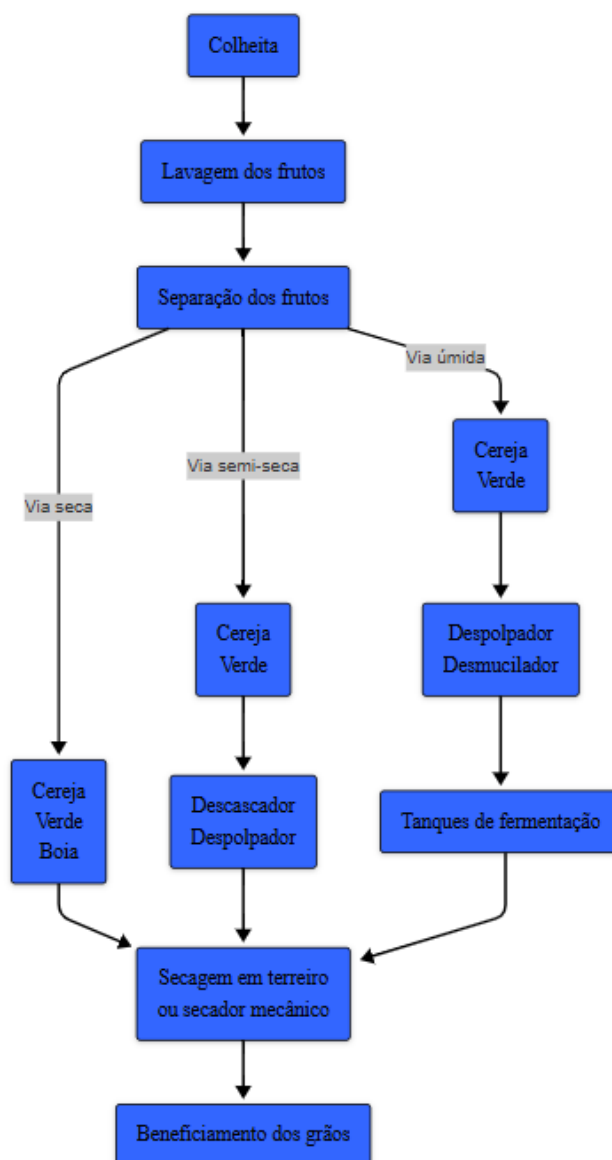 Colheita
Lavagem dos frutos
Separação dos frutos
Via úmida
Cereja
Verde
Via semi-seca
Via seca
Cereja
Verde
Despolpador
Desmucilador
Cereja
Verde
Boia
Descascador
Despolpador
Tanques de fermentação
Secagem em terreiro
ou secador mecânico
Beneficiamento dos grãos